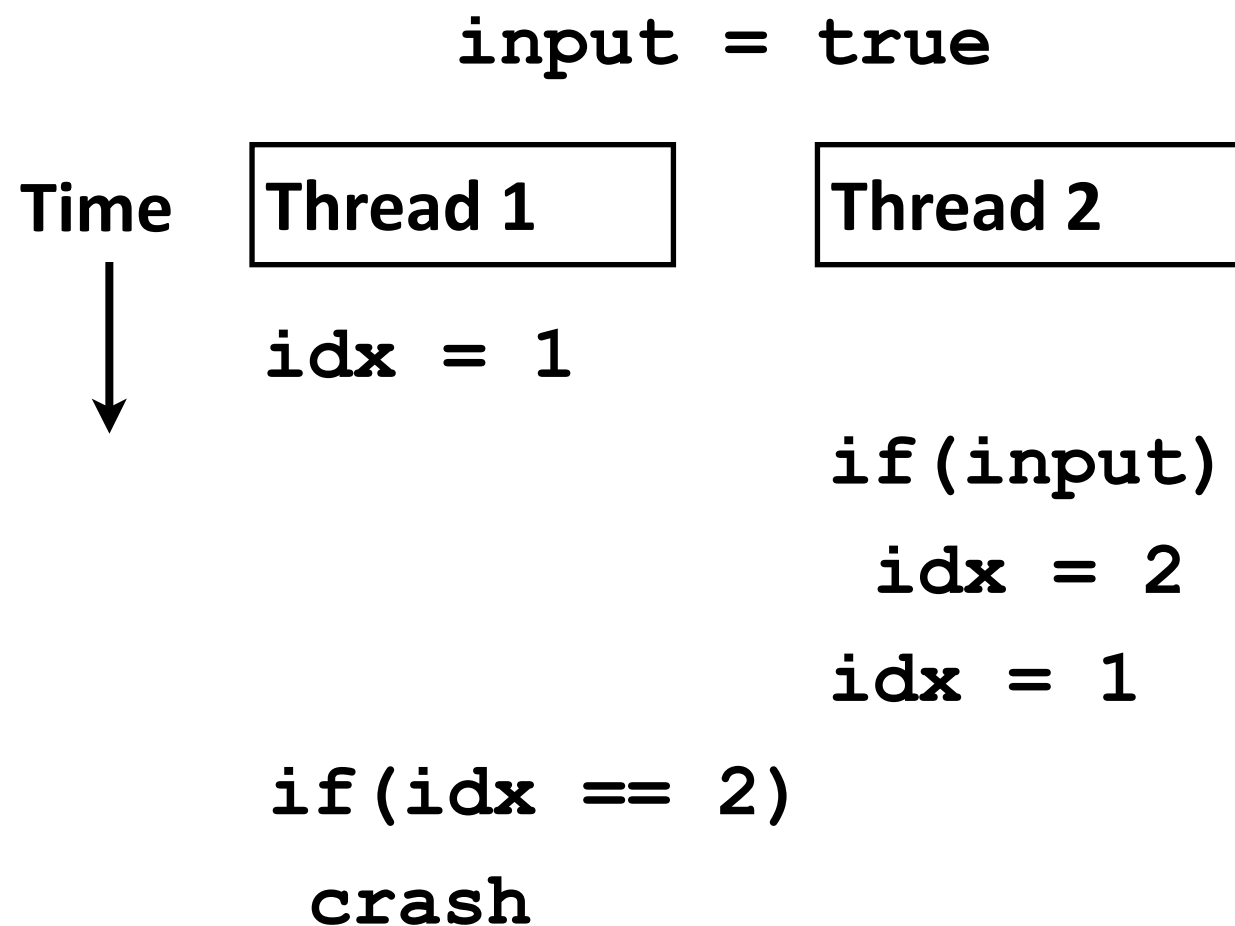 input = true
Time Thread 1 Thread 2
idx = 1
if(input)
idx = 2
idx = 1
if(idx == 2)
crash